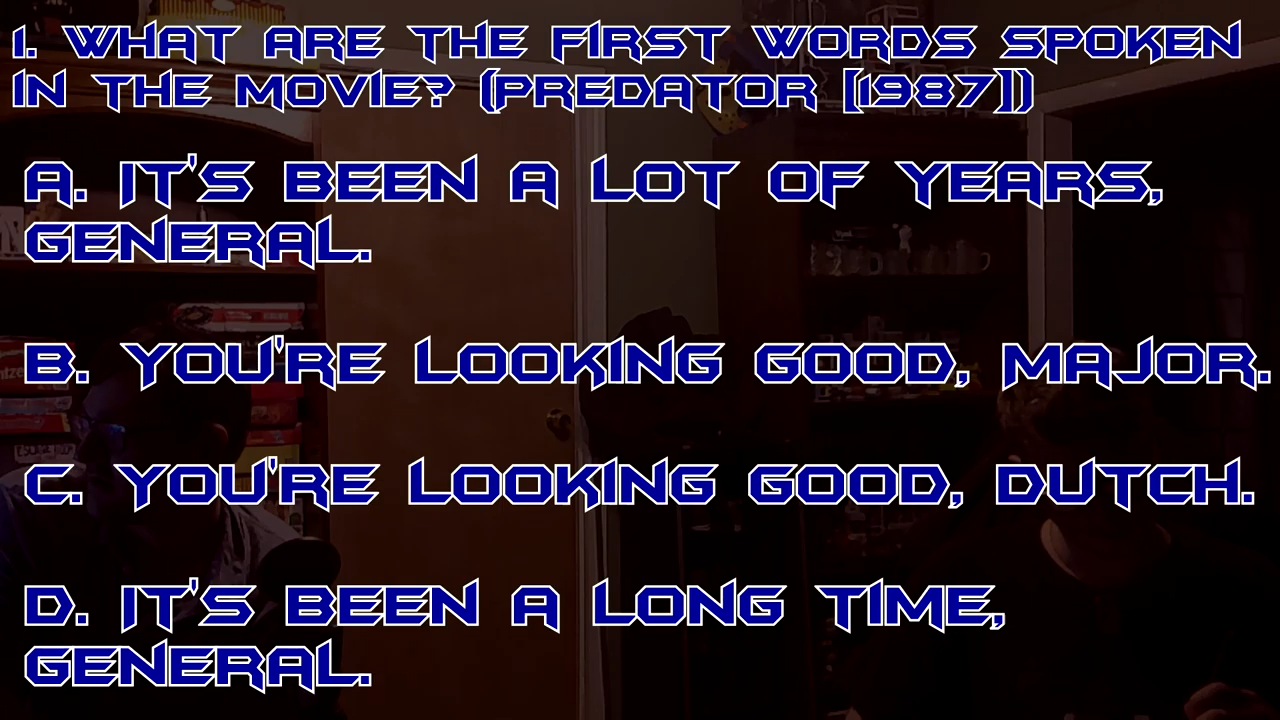 1. WHAT ARE THE FIRST WORDS SPOKEN
IN THE MOVIE? (PREDATOR [1987])
A. IT'S BEEN A LOT OF YEARS,
GENERAL.
B. YOU'RE LOOKING GOOD, MAJOR.
C. YOU'RE LOOKING GOOD, DUTCH.
D. IT'S BEEN A LONG TIME,
GENERAL.